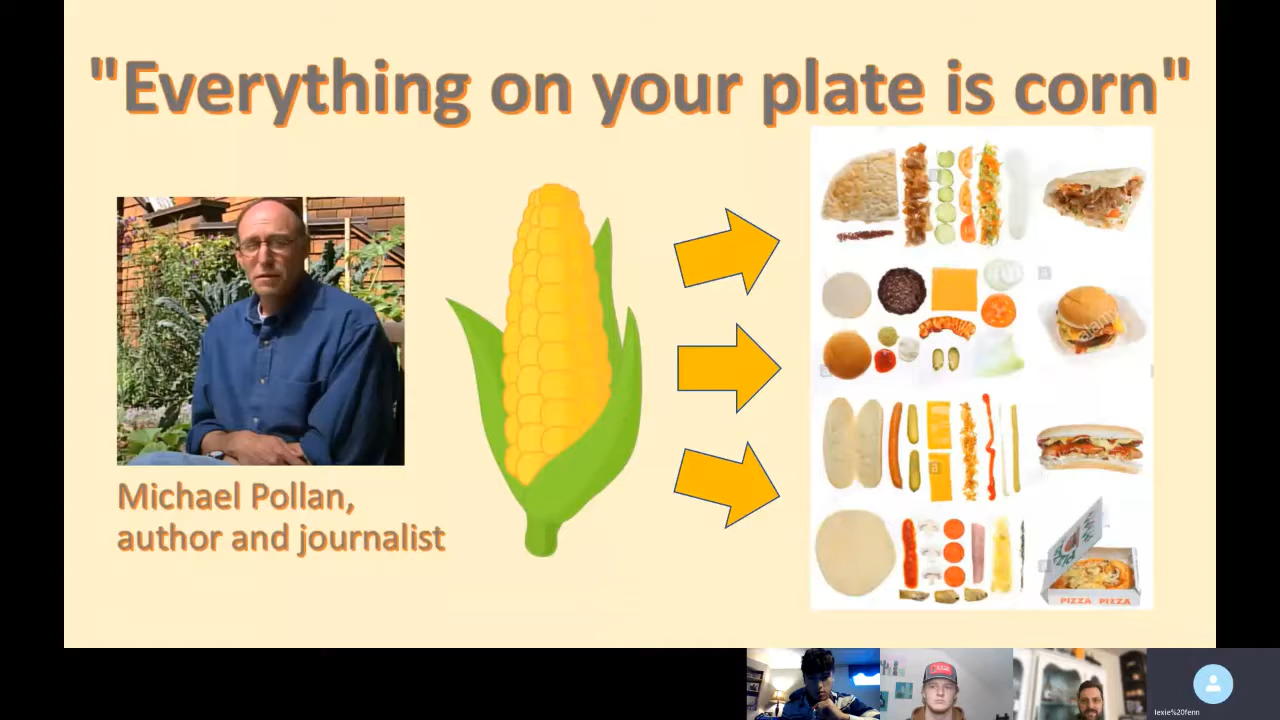 "Everything on your plate is corn"
Michael Pollan,
author and journalist
PIZZA PIZZA
lexie%20fenn